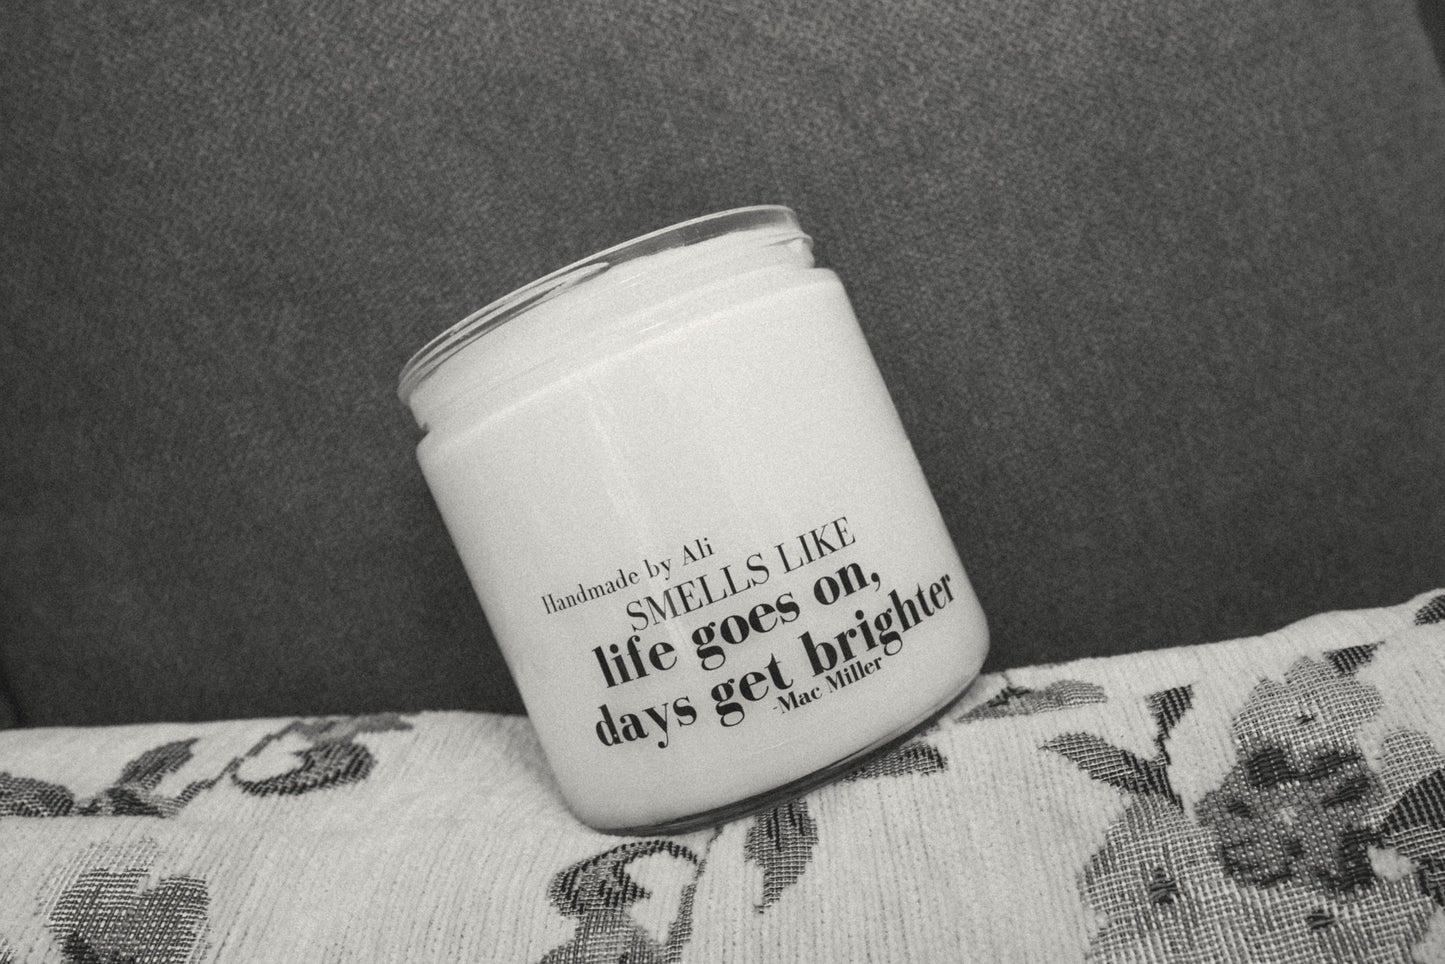 Handmade by Ali
SMELLS LIKE
life goes on,
days get brighter
-Mac Miller